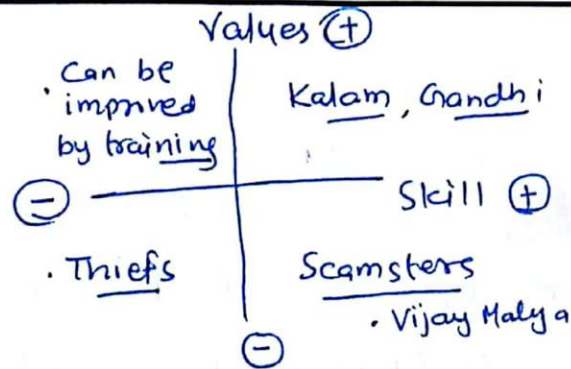 Values +
. Can be
improved
by training
Kalam, Gandhi
-
Skill +
. Thiefs
Scamsters
. Vijay Malya
-